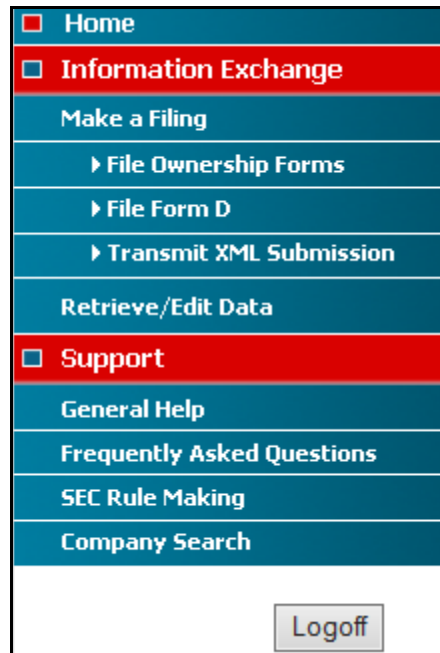 Home
Information Exchange
Make a Filing
File Ownership Forms
File Form D
Transmit XML Submission
Retrieve/Edit Data
Support
General Help
Frequently Asked Questions
SEC Rule Making
Company Search
Logoff